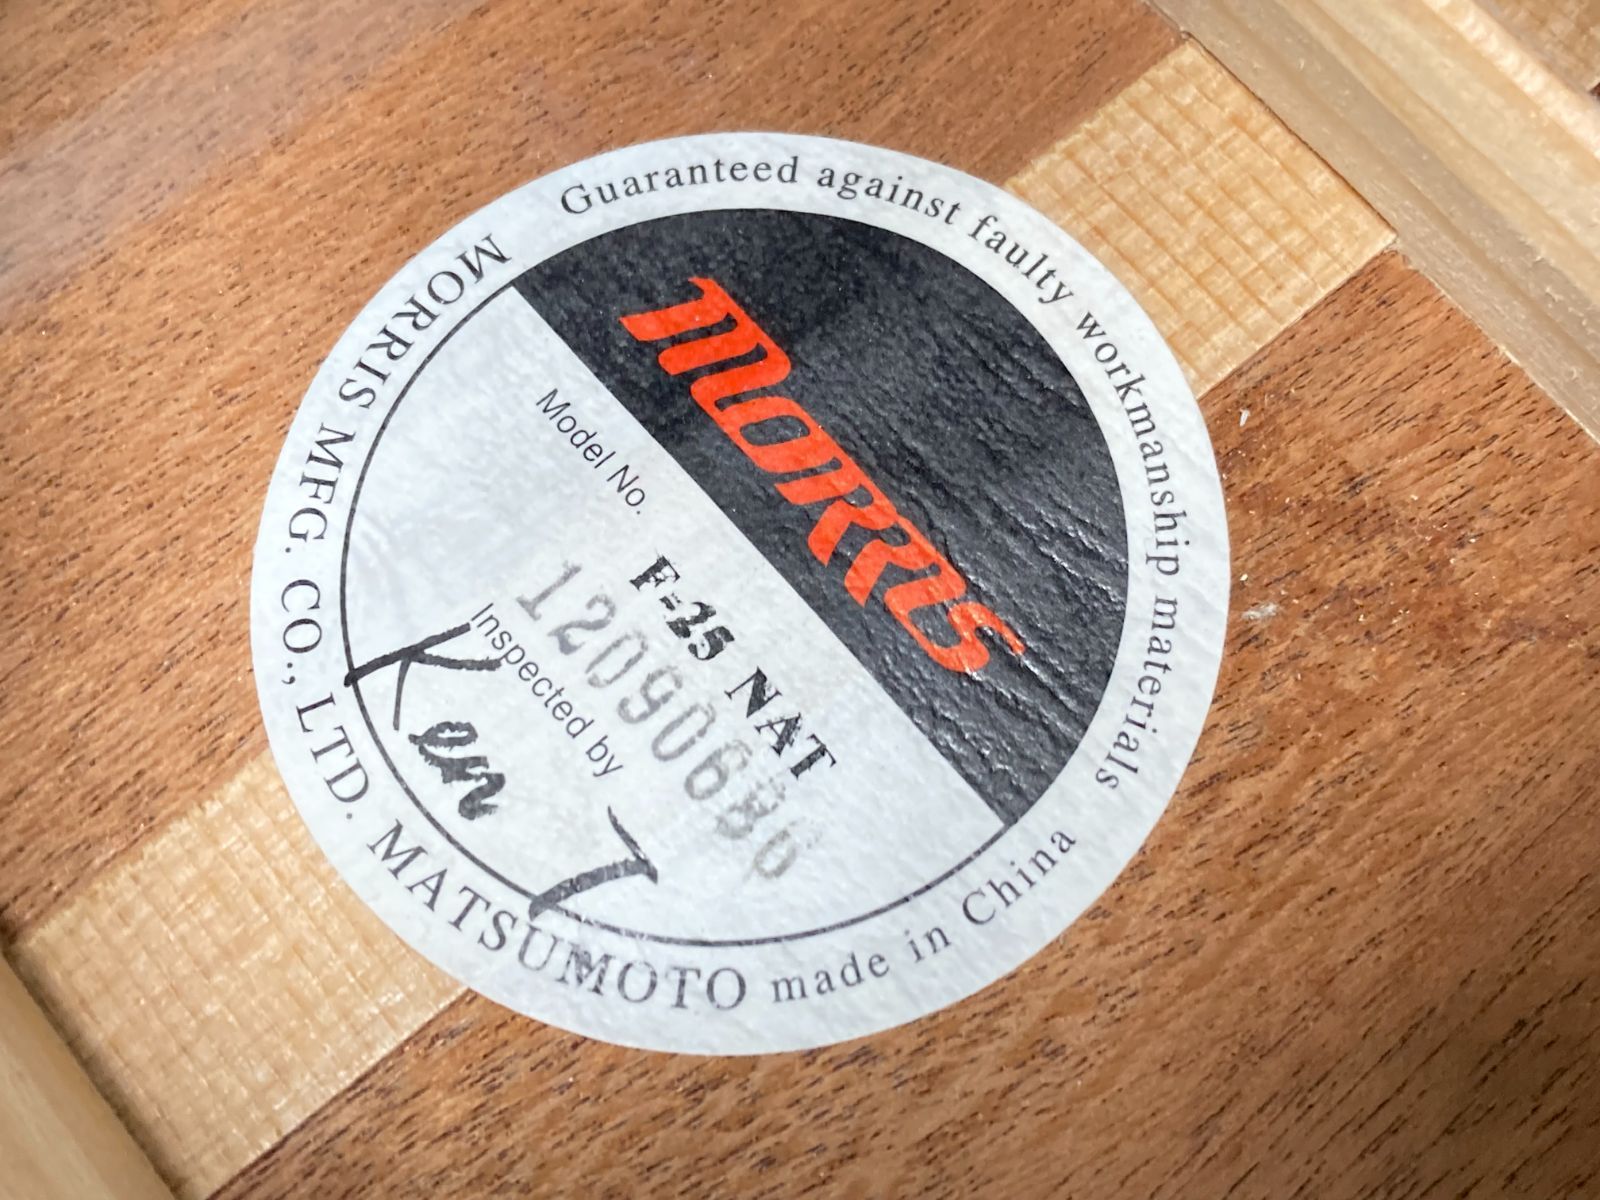 Guaranteed against faulty workmanship materials
MORRIS
Model No.
F-25 NAT
Inspected by
Ken T
MORRIS MFG. CO., LTD. MATSUMOTO made in China